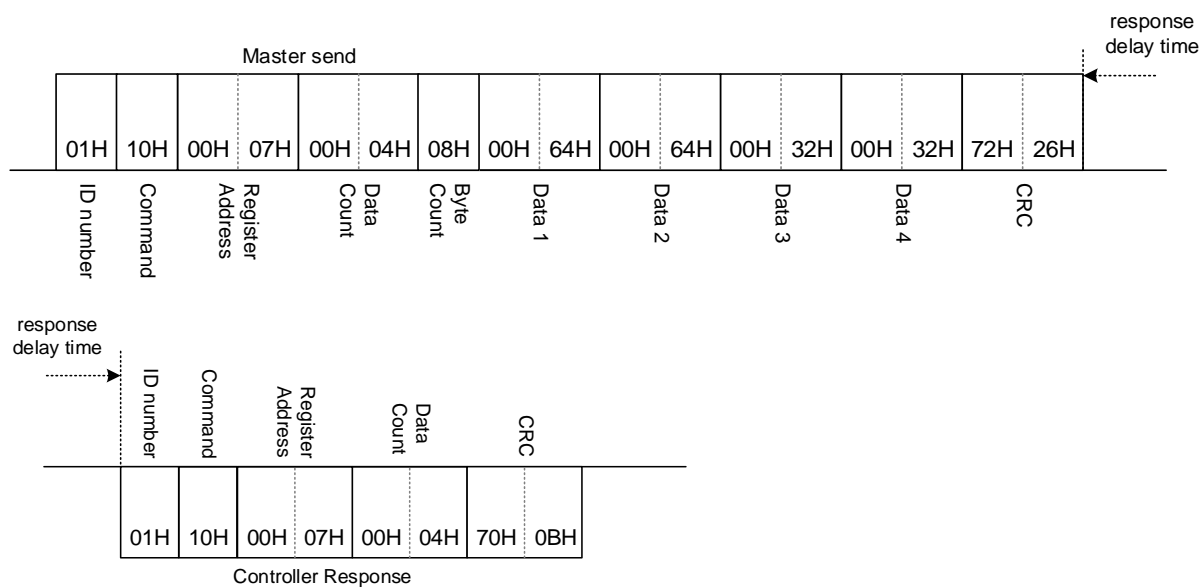 response
delay time
Master send
01H 10H 00H 07H 00H 04H 08H 00H 64H 00H 64H 00H 32H 00H 32H 72H 26H
ID number
Command
Register
Address
Data
Count
Byte
Count
Data 1
Data 2
Data 3
Data 4
CRC
response
delay time
ID number
Command
Register
Address
Data
Count
CRC
01H 10H 00H 07H 00H 04H 70H 0BH
Controller Response